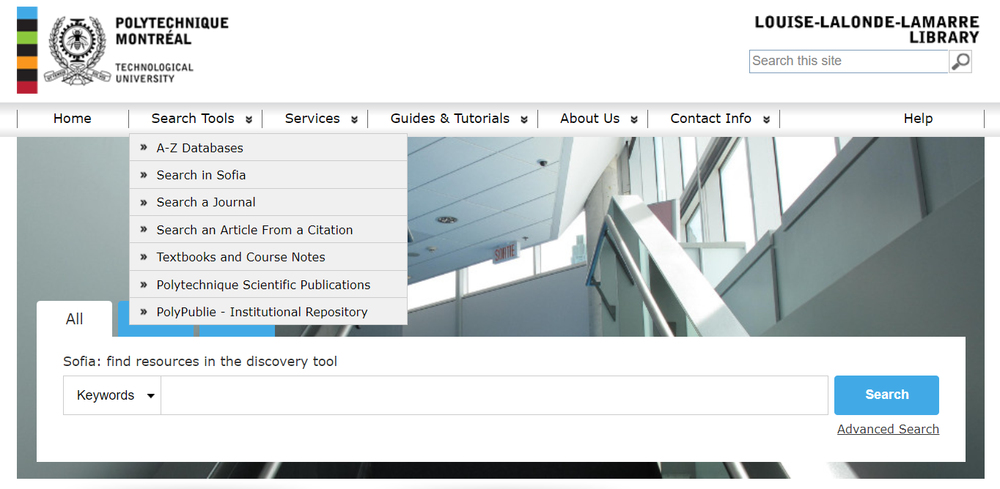 POLYTECHNIQUE
MONTRÉAL
TECHNOLOGICAL
UNIVERSITY
LOUISE-LALONDE-LAMARRE
LIBRARY
Search this site
Home
Search Tools
Services
Guides & Tutorials
About Us
Contact Info
Help
» A-Z Databases
» Search in Sofia
» Search a Journal
» Search an Article From a Citation
» Textbooks and Course Notes
» Polytechnique Scientific Publications
» PolyPublie - Institutional Repository
SORTIE
All
Sofia: find resources in the discovery tool
Keywords
Search
Advanced Search